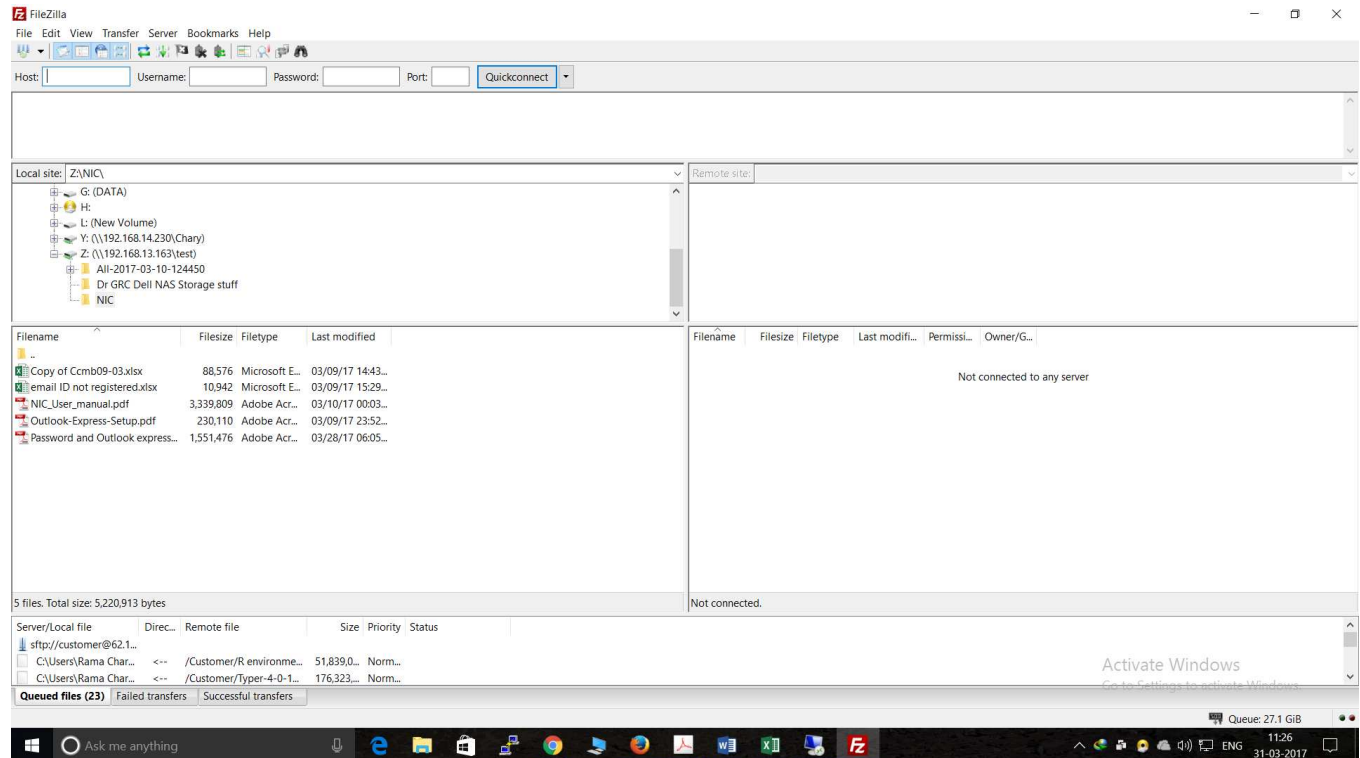 FileZilla
File Edit View Transfer Server Bookmarks Help
Host: Username: Password: Port: Quickconnect
Local site: Z:\NIC\
Remote site:
G: (DATA)
H:
L: (New Volume)
Y: (\\192.168.14.230\Chary)
Z: (\\192.168.13.163\test)
All-2017-03-10-124450
Dr GRC Dell NAS Storage stuff
NIC
Filename Filesize Filetype Last modified
..
Copy of Ccmb09-03.xlsx 88,576 Microsoft E... 03/09/17 14:43...
email ID not registered.xlsx 10,942 Microsoft E... 03/09/17 15:29...
NIC_User_manual.pdf 3,339,809 Adobe Acr... 03/10/17 00:03...
Outlook-Express-Setup.pdf 230,110 Adobe Acr... 03/09/17 23:52...
Password and Outlook express... 1,551,476 Adobe Acr... 03/28/17 06:05...
5 files. Total size: 5,220,913 bytes
Filename Filesize Filetype Last modifi... Permissi... Owner/G...
Not connected to any server
Not connected.
Server/Local file Direc... Remote file Size Priority Status
sftp://customer@62.1...
C:\Users\Rama Char... <-- /Customer/R environme... 51,839,0... Norm...
C:\Users\Rama Char... <-- /Customer/Typer-4-0-1... 176,323,... Norm...
Activate Windows
Go to Settings to activate Windows.
Queued files (23) Failed transfers Successful transfers
Queue: 27.1 GiB
Ask me anything
ENG
11:26
31-03-2017